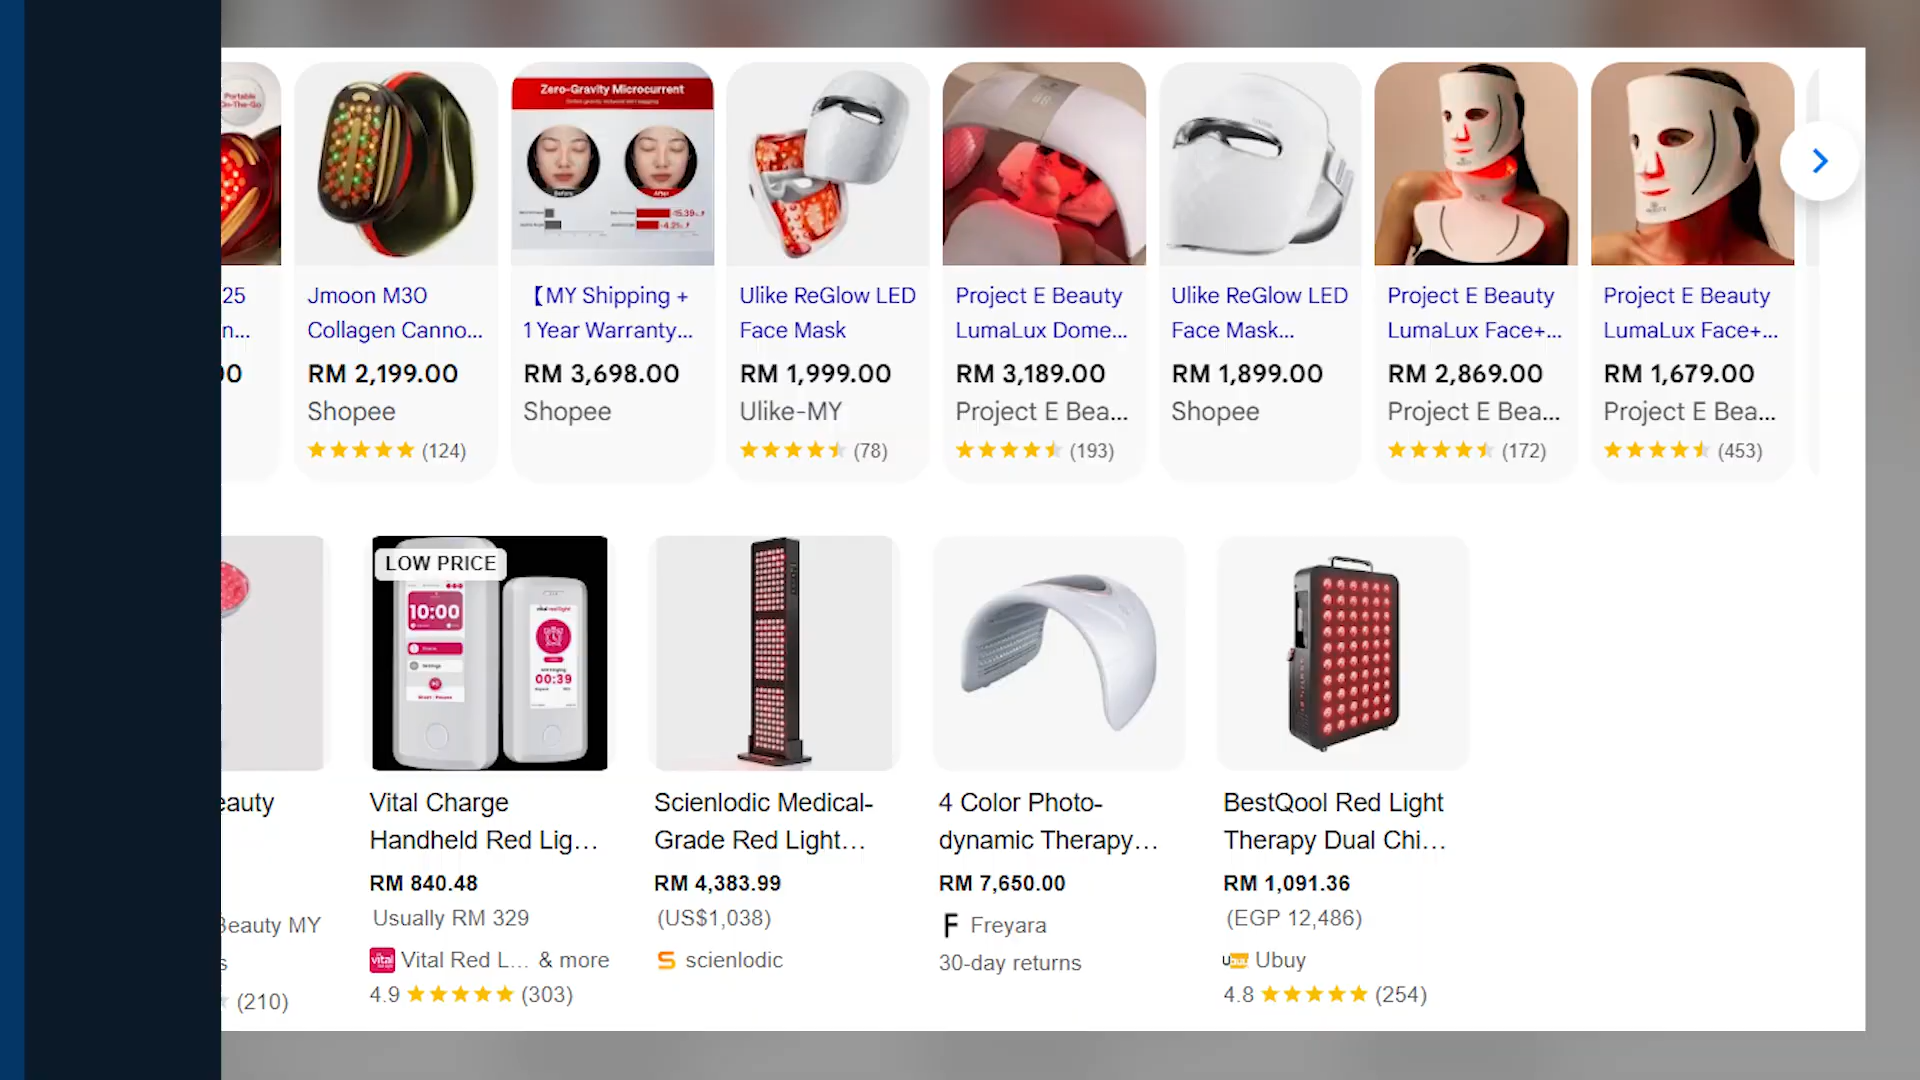 Portable
On-The-Go
Zero-Gravity Microcurrent
Before
After
25
n...
00
Jmoon M30
Collagen Canno...
RM 2,199.00
Shopee
(124)
【MY Shipping +
1 Year Warranty...
RM 3,698.00
Shopee
Ulike ReGlow LED
Face Mask
RM 1,999.00
Ulike-MY
(78)
Project E Beauty
LumaLux Dome...
RM 3,189.00
Project E Bea...
(193)
Ulike ReGlow LED
Face Mask...
RM 1,899.00
Shopee
Project E Beauty
LumaLux Face+...
RM 2,869.00
Project E Bea...
(172)
Project E Beauty
LumaLux Face+...
RM 1,679.00
Project E Bea...
(453)
eauty
Beauty MY
s
(210)
LOW PRICE
10:00
00:39
Vital Charge
Handheld Red Lig...
RM 840.48
Usually RM 329
Vital Red L... & more
4.9 (303)
Scienlodic Medical-
Grade Red Light...
RM 4,383.99
(US$1,038)
scienlodic
4 Color Photo-
dynamic Therapy...
RM 7,650.00
Freyara
30-day returns
BestQool Red Light
Therapy Dual Chi...
RM 1,091.36
(EGP 12,486)
Ubuy
4.8 (254)